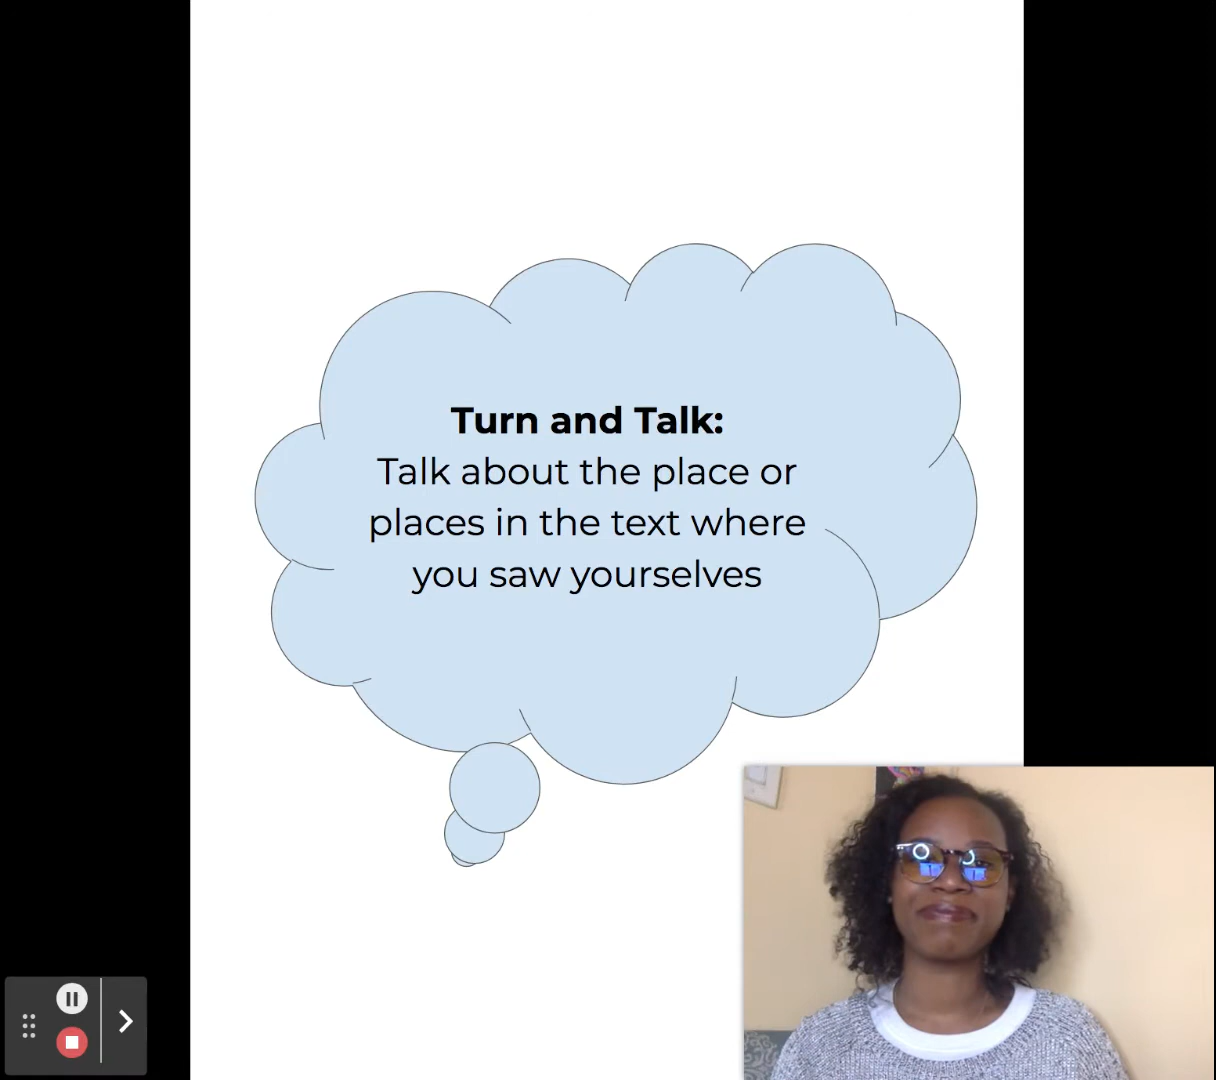 Turn and Talk:
Talk about the place or
places in the text where
you saw yourselves